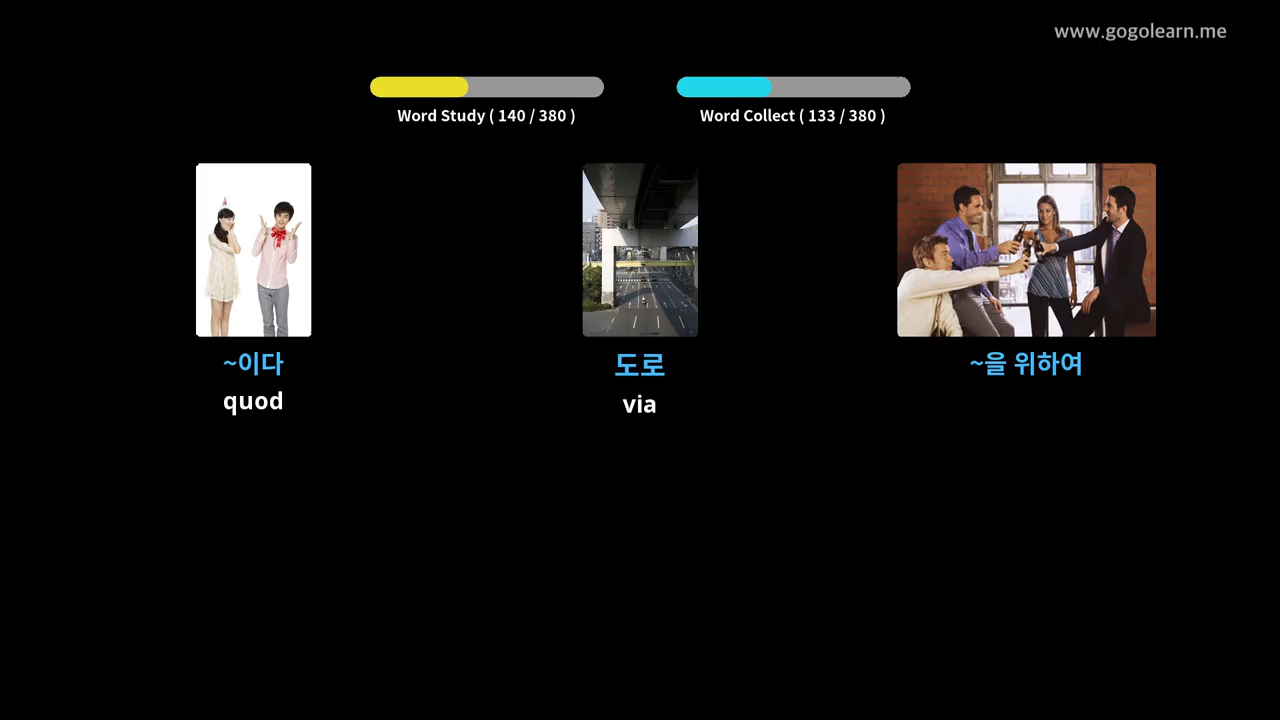 www.gogolearn.me
Word Study ( 140 / 380 )
Word Collect ( 133 / 380 )
~이다
quod
도로
via
~을 위하여